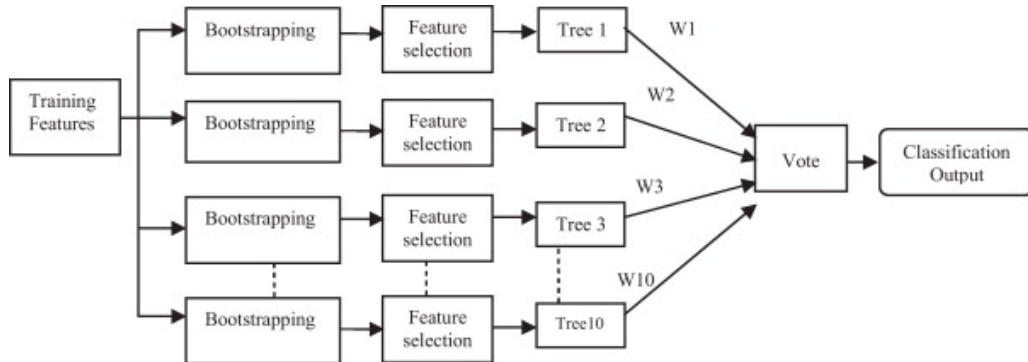 Training
Features
Bootstrapping
Feature
selection
Tree 1
W1
Bootstrapping
Feature
selection
Tree 2
W2
Bootstrapping
Feature
selection
Tree 3
W3
Bootstrapping
Feature
selection
Tree10
W10
Vote
Classification
Output